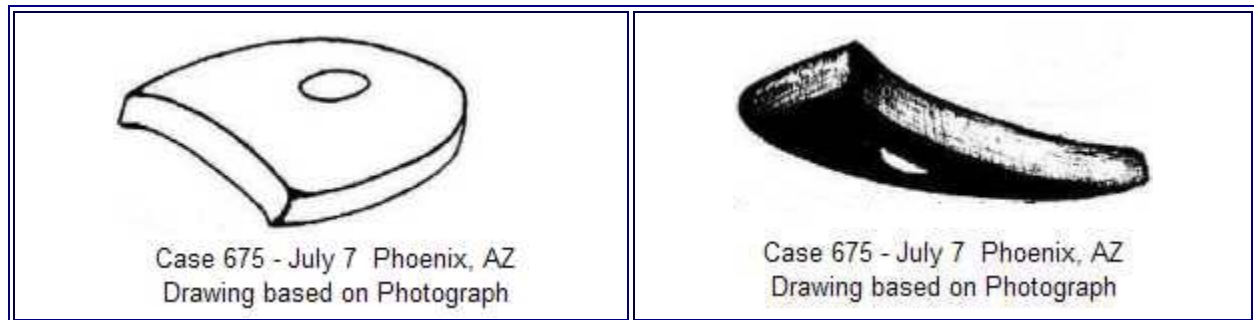 Case 675 - July 7 Phoenix, AZ
Drawing based on Photograph
Case 675 - July 7 Phoenix, AZ
Drawing based on Photograph